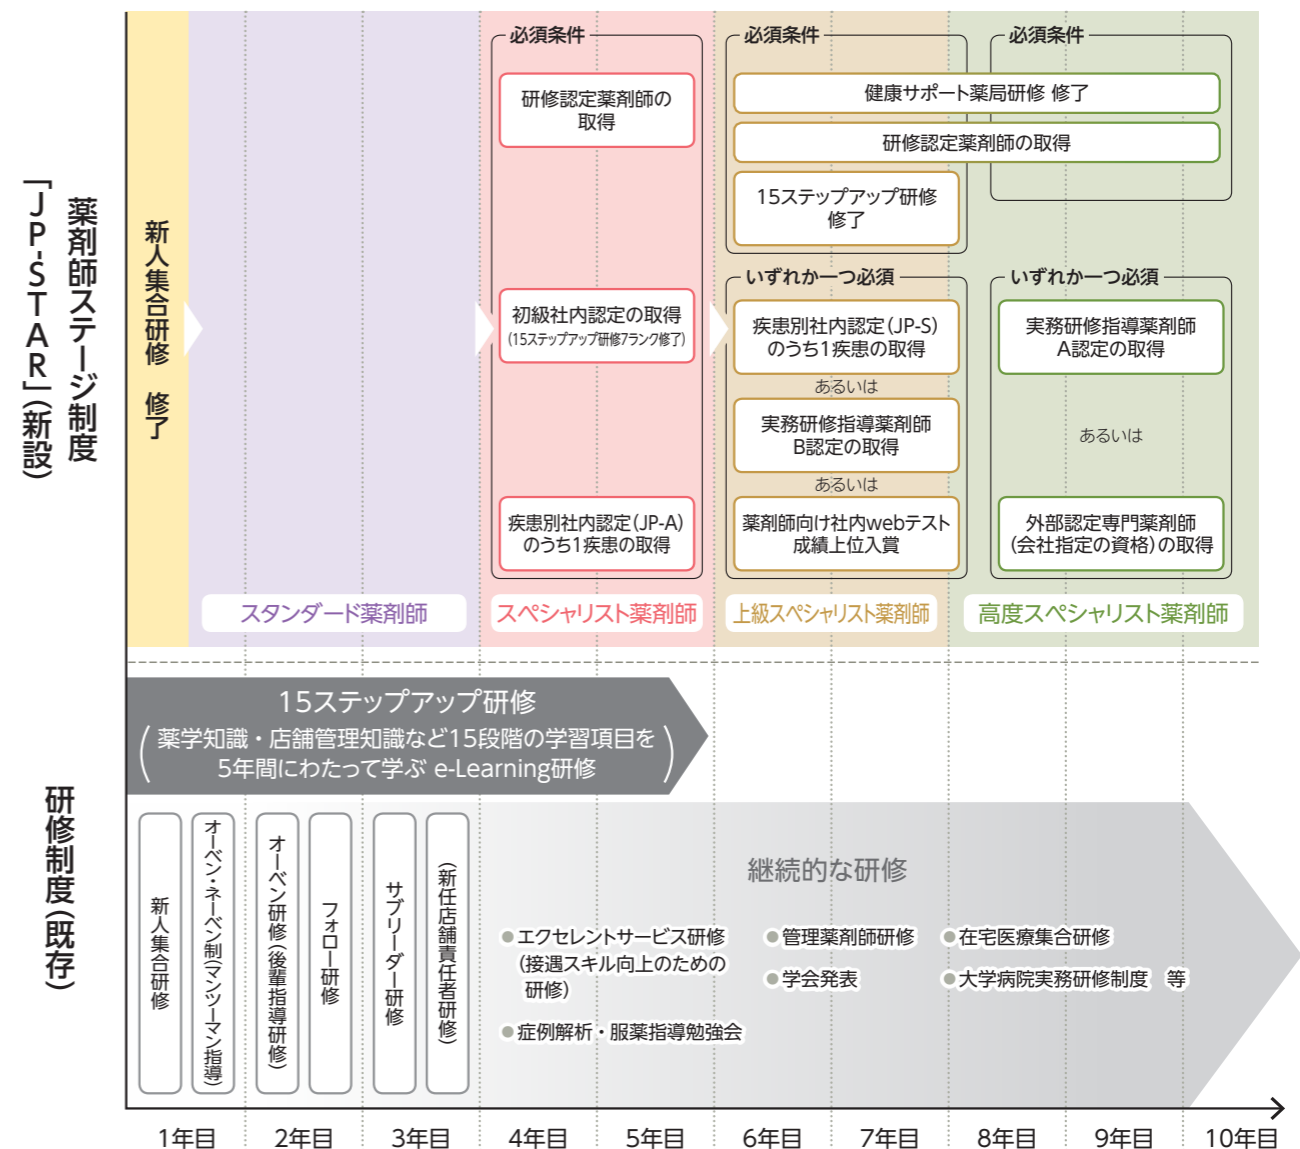 薬剤師ステージ制度
「JP-STAR」(新設)
新人集合研修 修了
必須条件
研修認定薬剤師の
取得
初級社内認定の取得
(15ステップアップ研修7ランク修了)
疾患別社内認定(JP-A)
のうち1疾患の取得
必須条件
必須条件
健康サポート薬局研修 修了
研修認定薬剤師の取得
15ステップアップ研修
修了
いずれか一つ必須
疾患別社内認定(JP-S)
のうち1疾患の取得
あるいは
実務研修指導薬剤師
B認定の取得
あるいは
薬剤師向け社内webテスト
成績上位入賞
いずれか一つ必須
実務研修指導薬剤師
A認定の取得
あるいは
外部認定専門薬剤師
(会社指定の資格)の取得
スタンダード薬剤師
スペシャリスト薬剤師
上級スペシャリスト薬剤師
高度スペシャリスト薬剤師
研修制度(既存)
15ステップアップ研修
(薬学知識・店舗管理知識など15段階の学習項目を
5年間にわたって学ぶ e-Learning研修)
新人集合研修
オーベン・ネーベン制(マンツーマン指導)
オーベン研修(後輩指導研修)
フォロー研修
サブリーダー研修
(新任店舗責任者研修)
継続的な研修
●エクセレントサービス研修
(接遇スキル向上のための
研修)
●症例解析・服薬指導勉強会
●管理薬剤師研修
●学会発表
●在宅医療集合研修
●大学病院実務研修制度 等
1年目
2年目
3年目
4年目
5年目
6年目
7年目
8年目
9年目
10年目